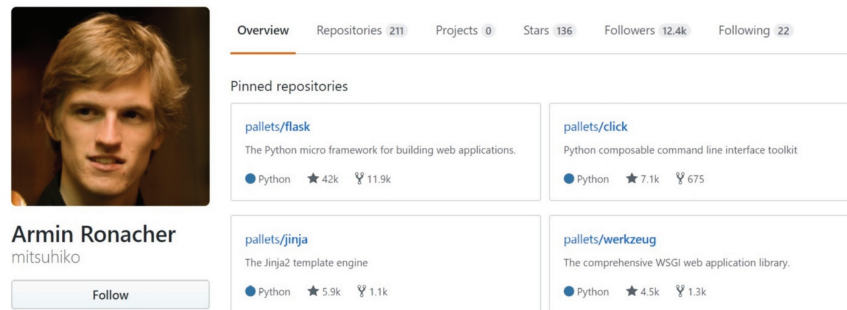 Overview Repositories 211 Projects 0 Stars 136 Followers 12.4k Following 22
Pinned repositories
pallets/flask
The Python micro framework for building web applications.
Python 42k 11.9k
pallets/click
Python composable command line interface toolkit
Python 7.1k 675
Armin Ronacher
mitsuhiko
Follow
pallets/jinja
The Jinja2 template engine
Python 5.9k 1.1k
pallets/werkzeug
The comprehensive WSGI web application library.
Python 4.5k 1.3k